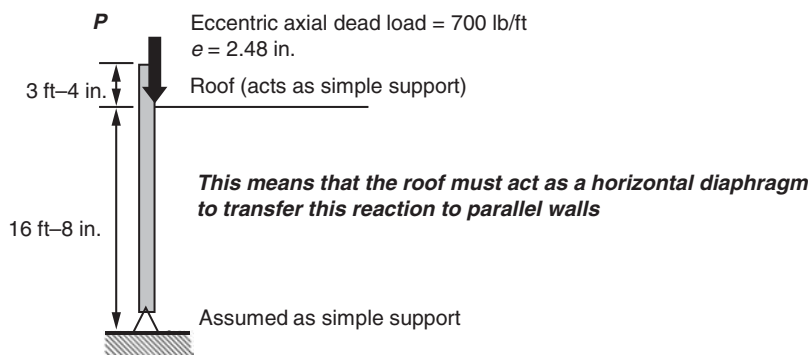 P
Eccentric axial dead load = 700 lb/ft
e = 2.48 in.
3 ft–4 in.
Roof (acts as simple support)
This means that the roof must act as a horizontal diaphragm
to transfer this reaction to parallel walls
16 ft–8 in.
Assumed as simple support